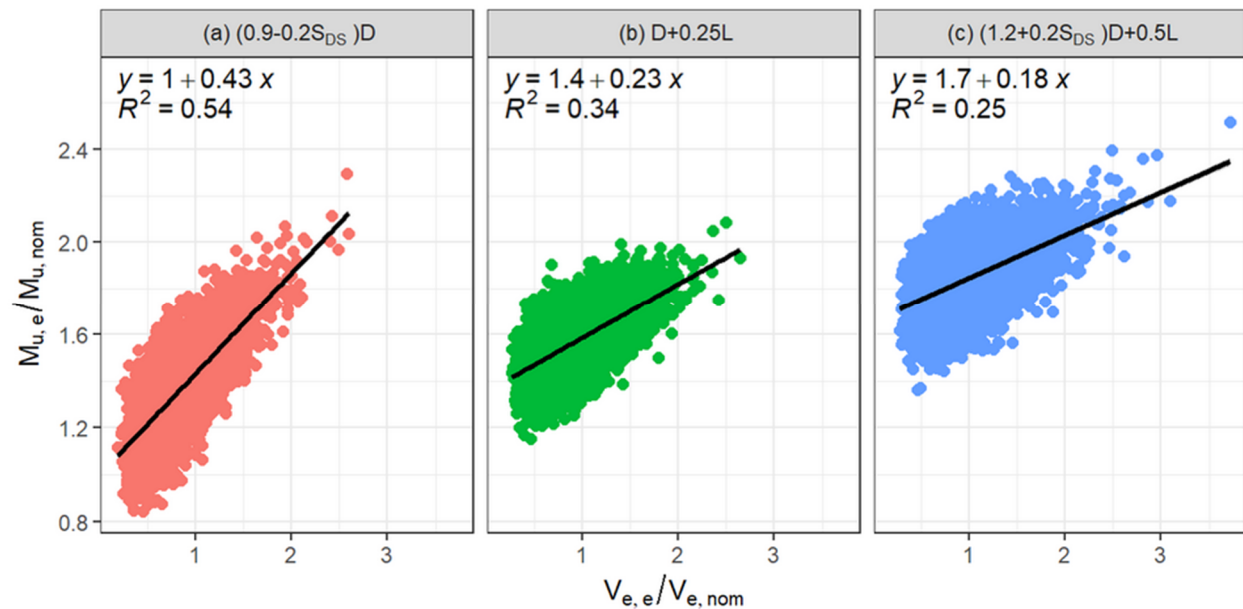 (a) (0.9-0.2S_DS )D
y = 1 + 0.43 x
R² = 0.54
(b) D+0.25L
y = 1.4 + 0.23 x
R² = 0.34
(c) (1.2+0.2S_DS )D+0.5L
y = 1.7 + 0.18 x
R² = 0.25
M_u, e/M_u, nom
2.4
2.0
1.6
1.2
0.8
1 2 3
1 2 3
1 2 3
V_e, e/V_e, nom